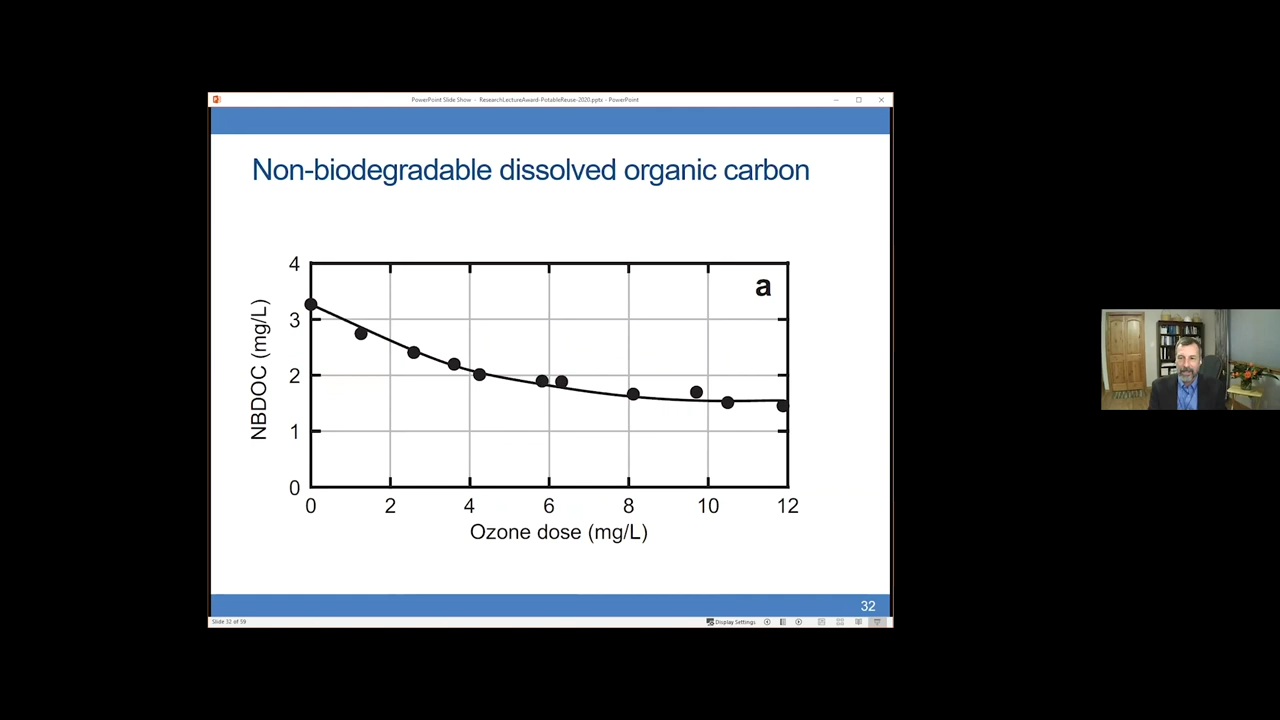 PowerPoint Slide Show - ResearchLectureAward-PotableReuse-2020.pptx - PowerPoint
Non-biodegradable dissolved organic carbon
a
4
3
2
1
0
NBDOC (mg/L)
0 2 4 6 8 10 12
Ozone dose (mg/L)
32
Slide 32 of 59
Display Settings